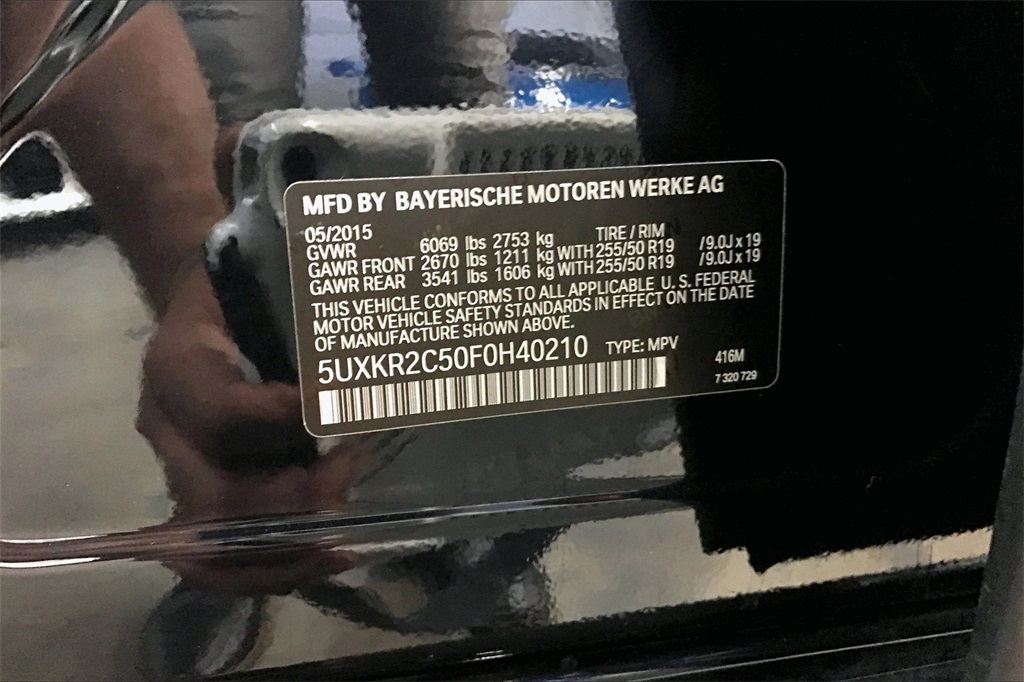 MFD BY BAYERISCHE MOTOREN WERKE AG
05/2015 TIRE / RIM
GVWR 6069 lbs 2753 kg
GAWR FRONT 2670 lbs 1211 kg WITH 255/50 R19 /9.0J x 19
GAWR REAR 3541 lbs 1606 kg WITH 255/50 R19 /9.0J x 19
THIS VEHICLE CONFORMS TO ALL APPLICABLE U. S. FEDERAL
MOTOR VEHICLE SAFETY STANDARDS IN EFFECT ON THE DATE
OF MANUFACTURE SHOWN ABOVE.
5UXKR2C50F0H40210 TYPE: MPV 416M
7 320 729